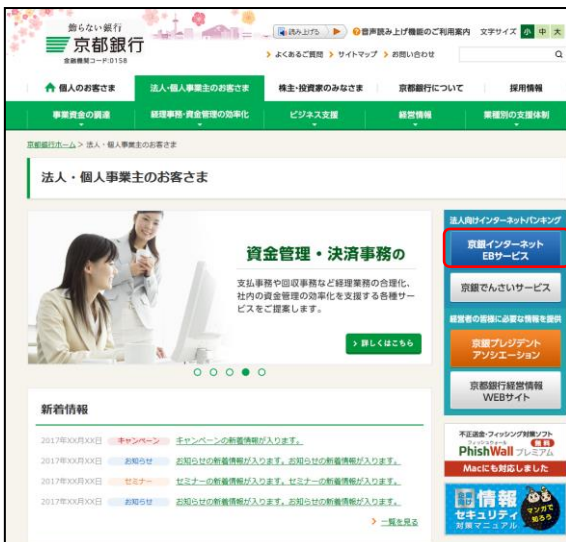 飾らない銀行
京都銀行
金融機関コード:0158
読み上げる
音声読み上げ機能のご利用案内
文字サイズ 小 中 大
よくあるご質問
サイトマップ
お問い合わせ
個人のお客さま
法人・個人事業主のお客さま
株主・投資家のみなさま
京都銀行について
採用情報
事業資金の調達
経理事務・資金管理の効率化
ビジネス支援
経営情報
業種別の支援体制
京都銀行ホーム > 法人・個人事業主のお客さま
法人・個人事業主のお客さま
資金管理・決済事務の
支払事務や回収事務など経理業務の合理化、
社内の資金管理の効率化を支援する各種サー
ビスをご提案します。
詳しくはこちら
法人向けインターネットバンキング
京銀インターネット
EBサービス
京銀でんさいサービス
経営者の皆様に必要な情報を提供
京銀プレジデント
アソシエーション
京都銀行経営情報
WEBサイト
新着情報
2017年XX月XX日 キャンペーン キャンペーンの新着情報が入ります。
2017年XX月XX日 お知らせ お知らせの新着情報が入ります。お知らせの新着情報が入ります。
2017年XX月XX日 セミナー セミナーの新着情報が入ります。セミナーの新着情報が入ります。
2017年XX月XX日 お知らせ お知らせの新着情報が入ります。お知らせの新着情報が入ります。
一覧を見る
不正送金・フィッシング対策ソフト
フィッシュウォール 無料
PhishWall プレミアム
Macにも対応しました
企業向け 情報
セキュリティ
対策マニュアル
マンガで
知ろう